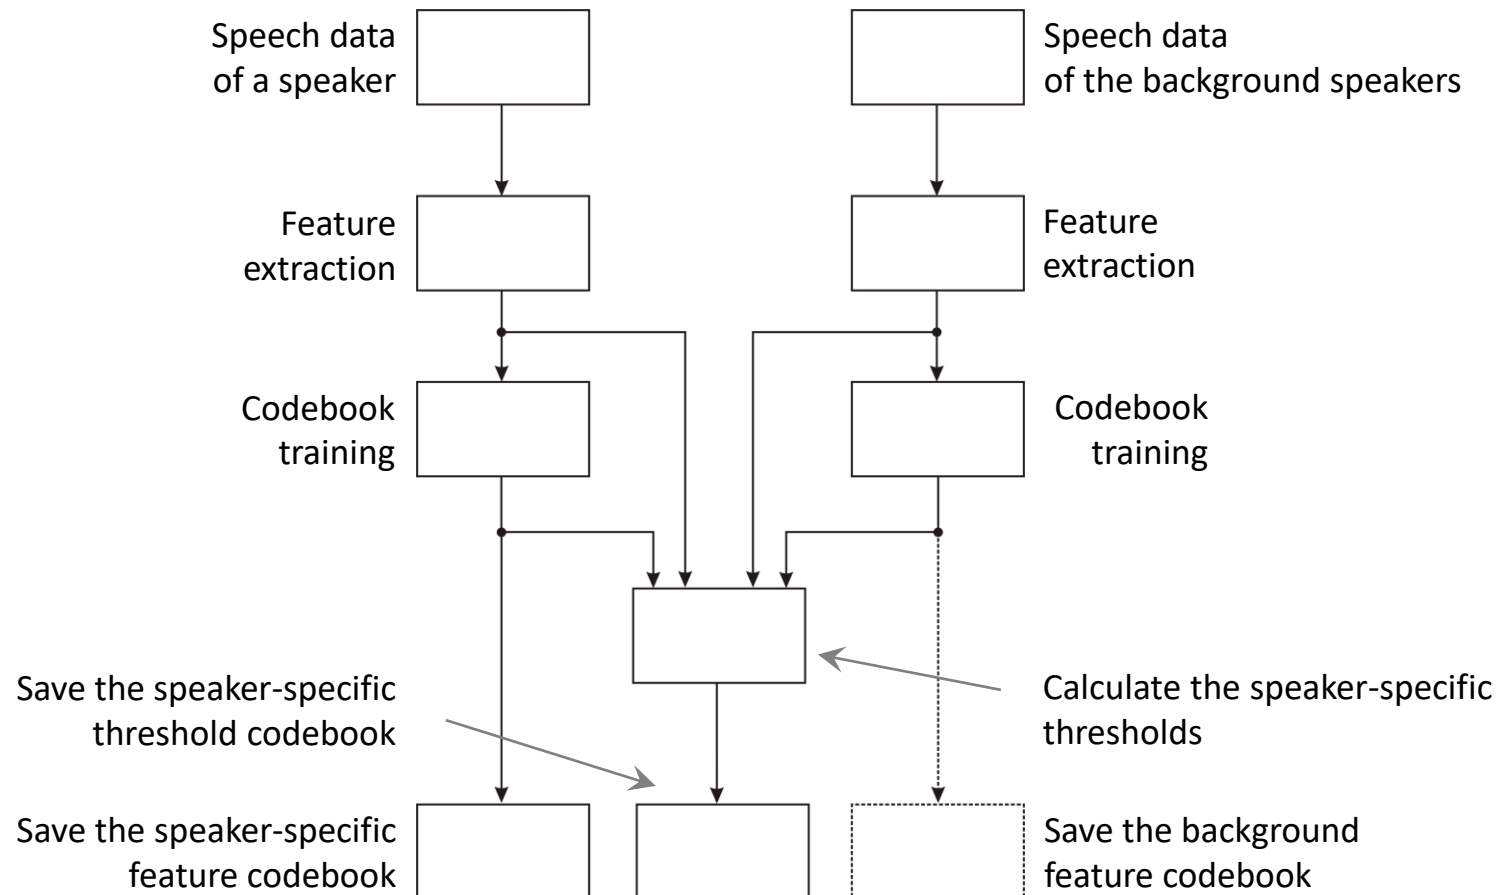 Speech data
of a speaker
Speech data
of the background speakers
Feature
extraction
Feature
extraction
Codebook
training
Codebook
training
Save the speaker-specific
threshold codebook
Calculate the speaker-specific
thresholds
Save the speaker-specific
feature codebook
Save the background
feature codebook